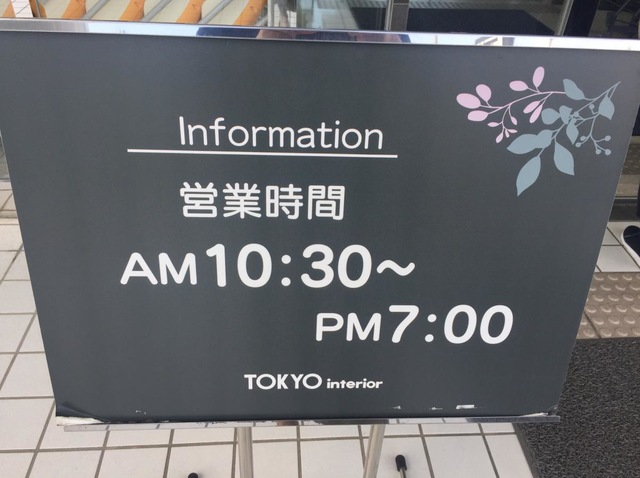 Information
営業時間
AM10:30～
PM7:00
TOKYO interior